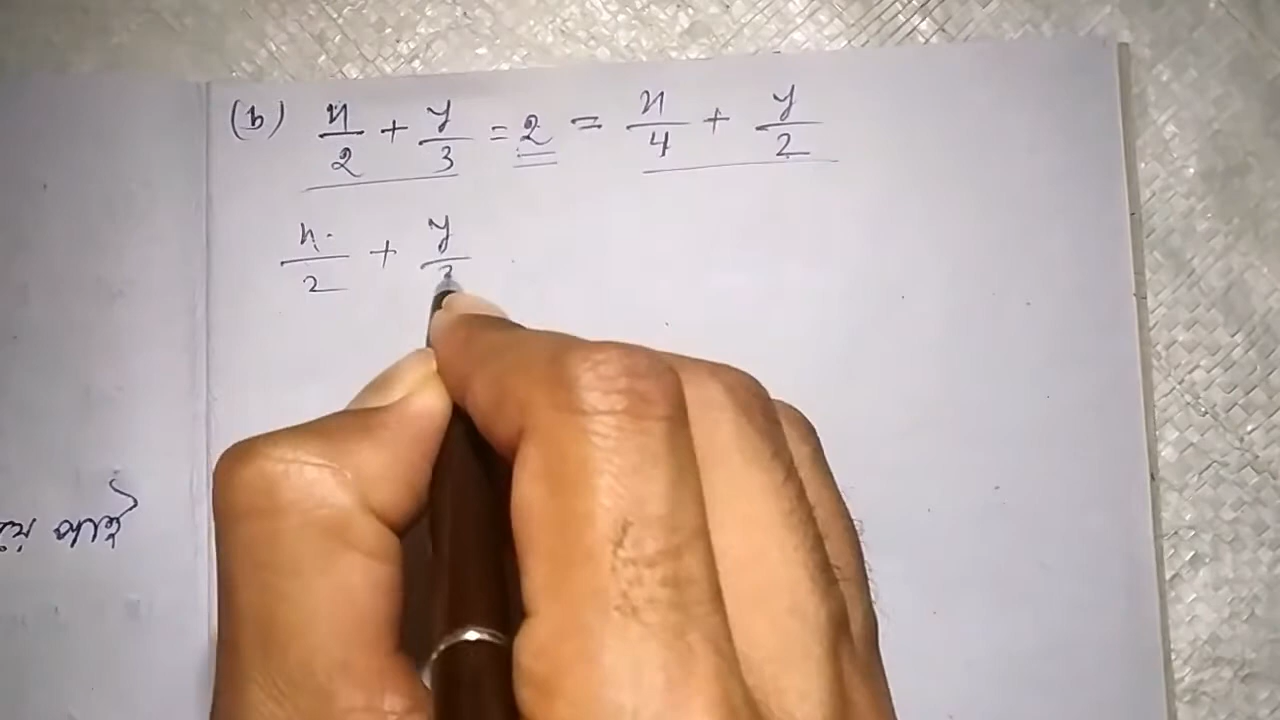 (b) x/2 + y/3 = 2 = x/4 + y/2
x/2 + y/3
পাই